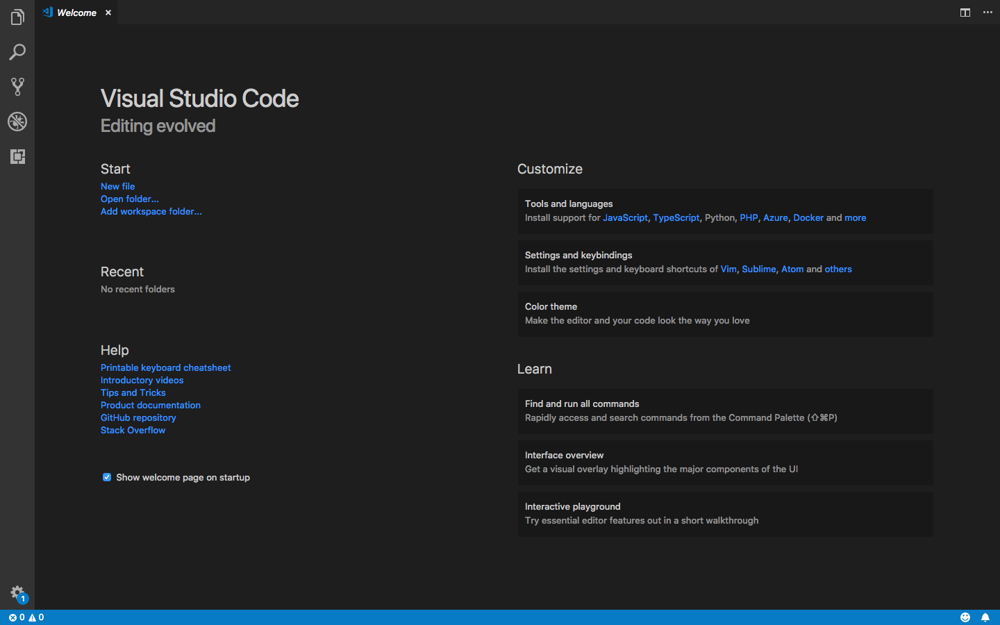 Welcome ×
Visual Studio Code
Editing evolved
Start
New file
Open folder...
Add workspace folder...
Recent
No recent folders
Help
Printable keyboard cheatsheet
Introductory videos
Tips and Tricks
Product documentation
GitHub repository
Stack Overflow
Show welcome page on startup
Customize
Tools and languages
Install support for JavaScript, TypeScript, Python, PHP, Azure, Docker and more
Settings and keybindings
Install the settings and keyboard shortcuts of Vim, Sublime, Atom and others
Color theme
Make the editor and your code look the way you love
Learn
Find and run all commands
Rapidly access and search commands from the Command Palette (⇧⌘P)
Interface overview
Get a visual overlay highlighting the major components of the UI
Interactive playground
Try essential editor features out in a short walkthrough
1
0 0